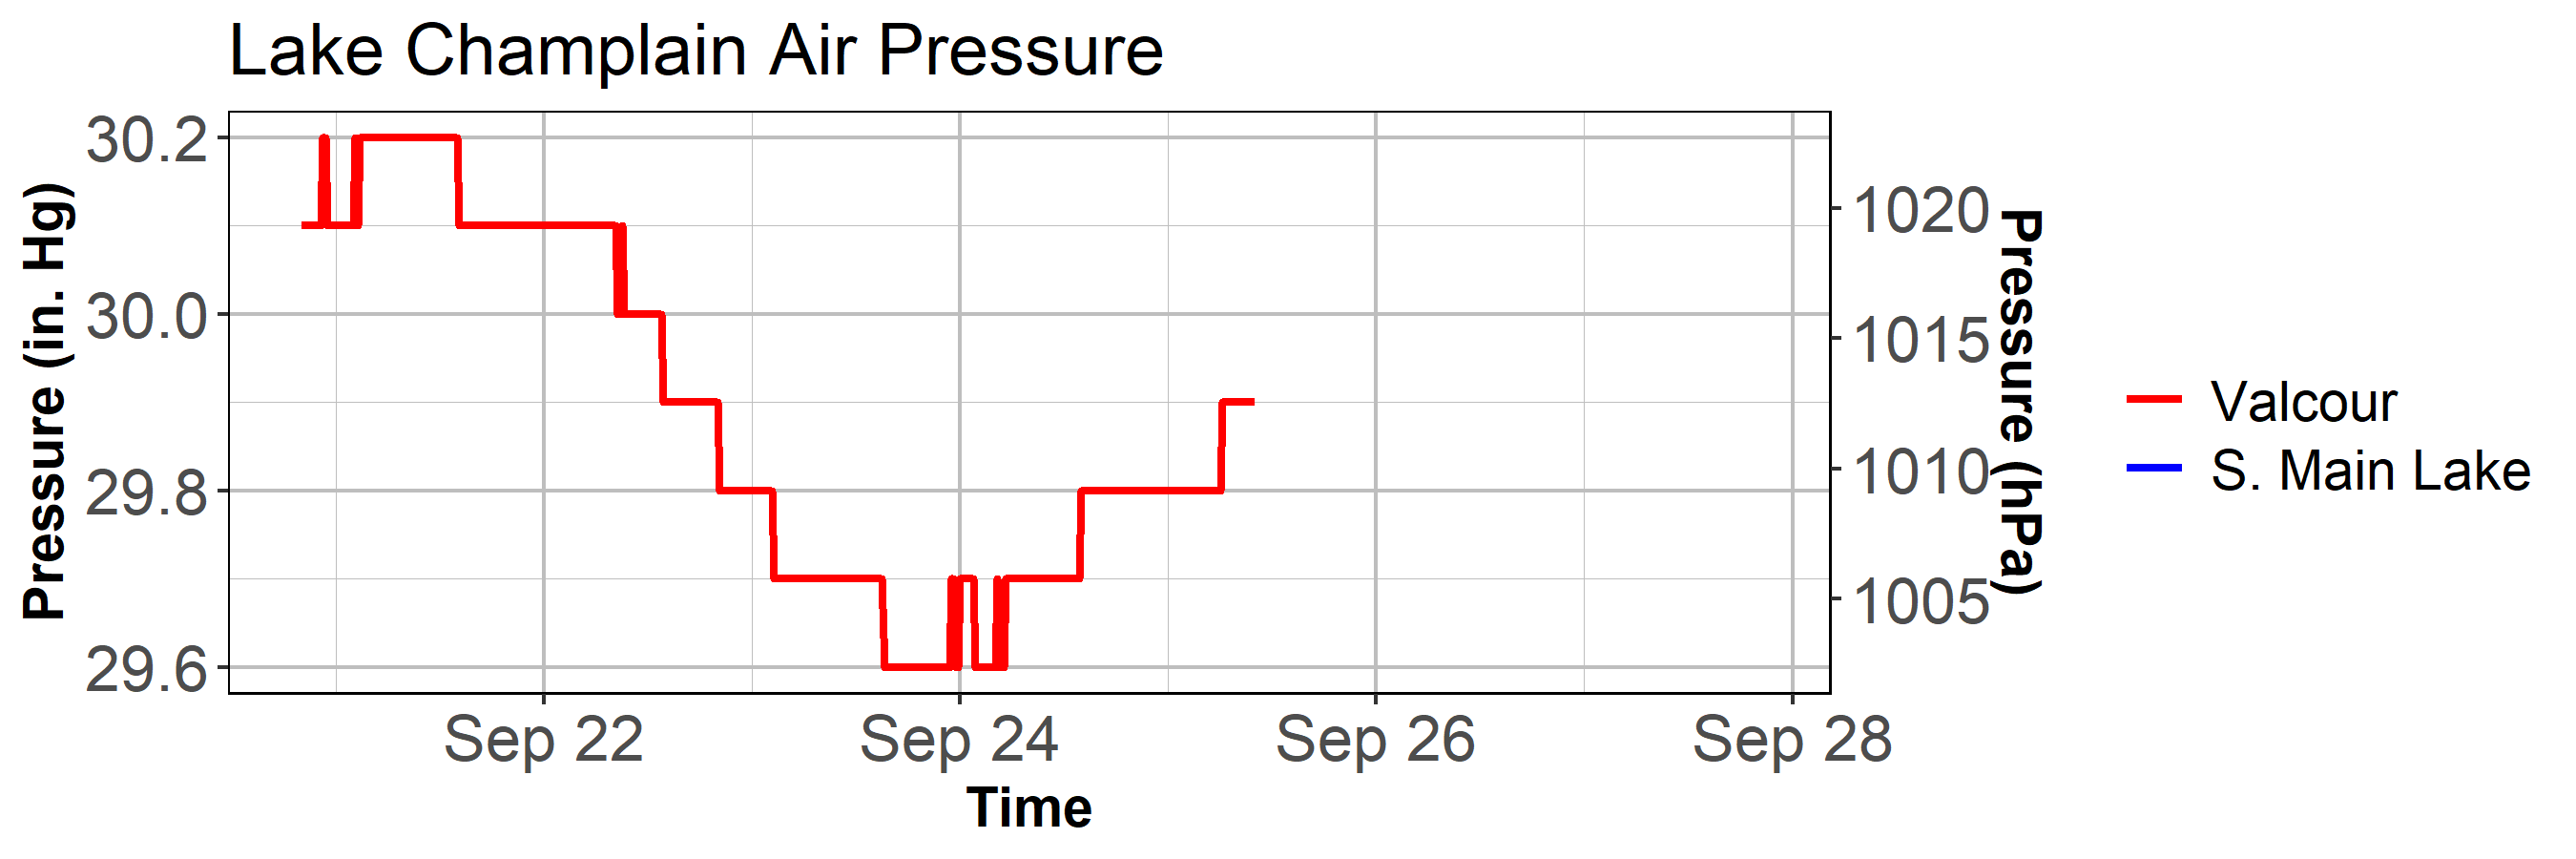 Lake Champlain Air Pressure
30.2
30.0
29.8
29.6
Pressure (in. Hg)
1020
1015
1010
1005
Pressure (hPa)
Sep 22
Sep 24
Sep 26
Sep 28
Time
Valcour
S. Main Lake